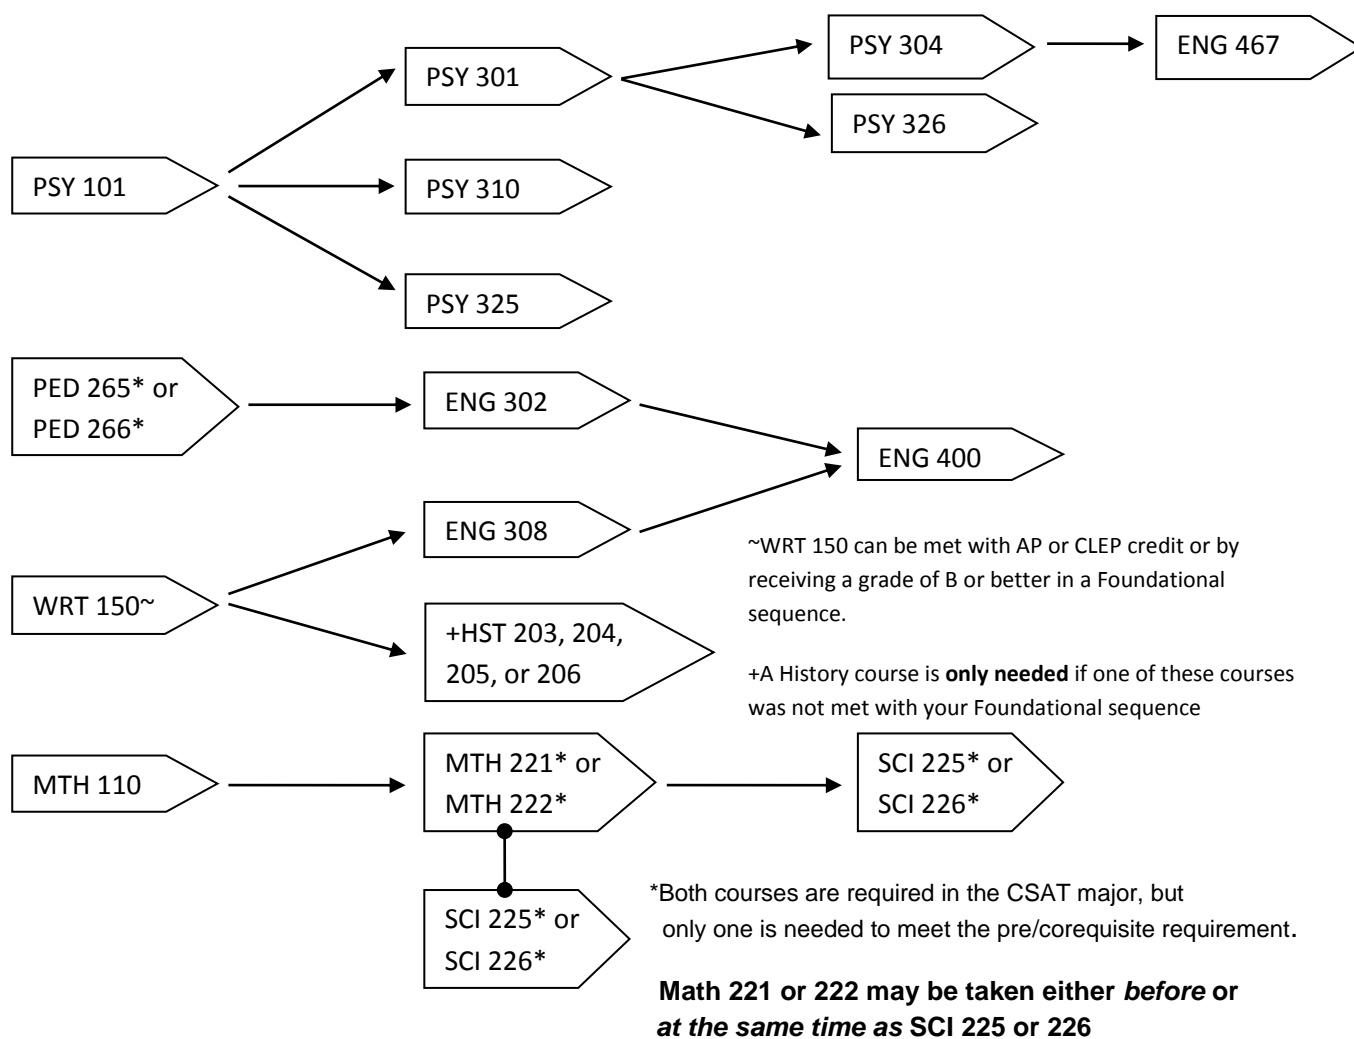 PSY 304
ENG 467
PSY 301
PSY 326
PSY 101
PSY 310
PSY 325
PED 265* or
PED 266*
ENG 302
ENG 400
ENG 308
~WRT 150 can be met with AP or CLEP credit or by
receiving a grade of B or better in a Foundational
sequence.
WRT 150~
+HST 203, 204,
205, or 206
+A History course is only needed if one of these courses
was not met with your Foundational sequence
MTH 110
MTH 221* or
MTH 222*
SCI 225* or
SCI 226*
SCI 225* or
SCI 226*
*Both courses are required in the CSAT major, but
only one is needed to meet the pre/corequisite requirement.
Math 221 or 222 may be taken either before or
at the same time as SCI 225 or 226